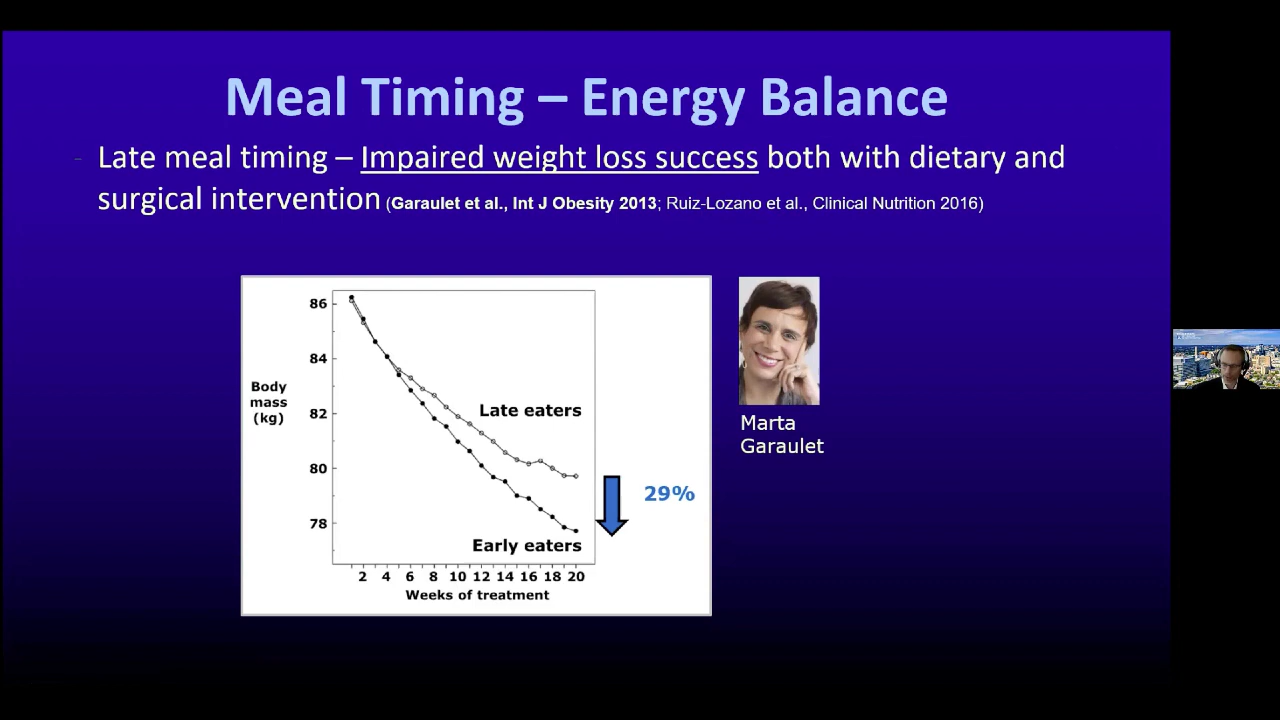 Meal Timing – Energy Balance
- Late meal timing – Impaired weight loss success both with dietary and
surgical intervention (Garaulet et al., Int J Obesity 2013; Ruiz-Lozano et al., Clinical Nutrition 2016)
86
84
82
80
78
Body
mass
(kg)
Late eaters
Early eaters
29%
2 4 6 8 10 12 14 16 18 20
Weeks of treatment
Marta
Garaulet